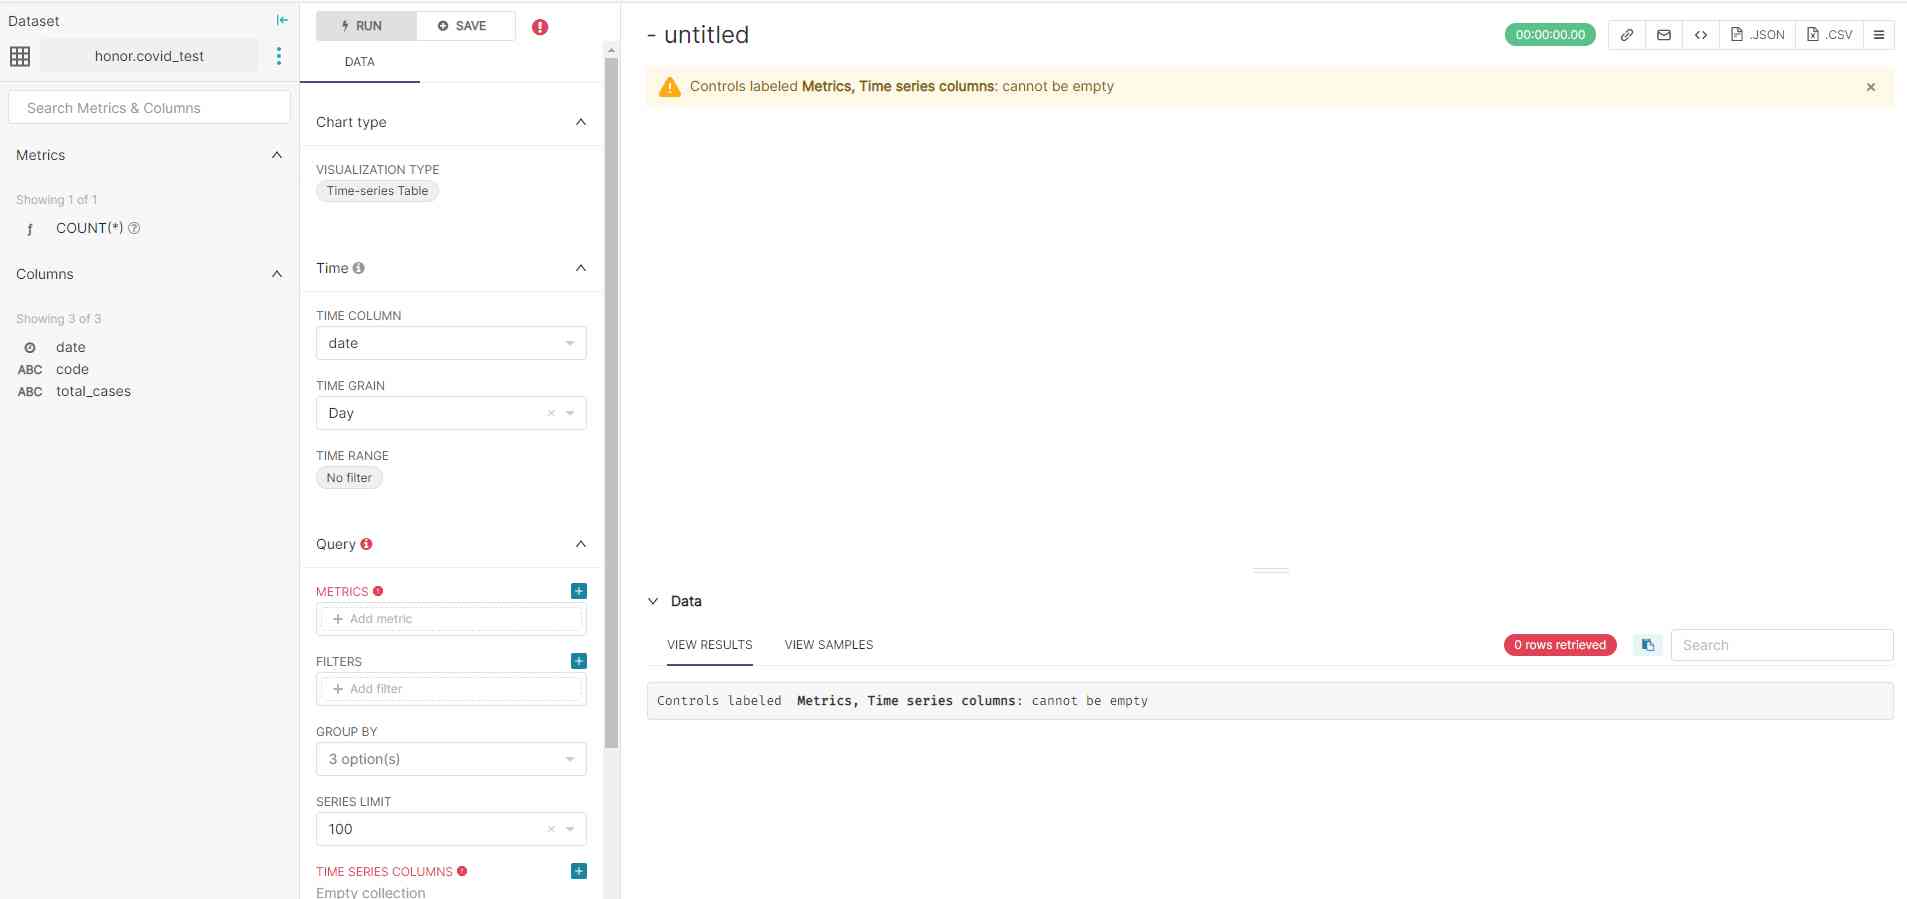 Dataset
honor.covid_test
Search Metrics & Columns
Metrics
Showing 1 of 1
ƒ COUNT(*)
Columns
Showing 3 of 3
date
ABC code
ABC total_cases
RUN
SAVE
DATA
Chart type
VISUALIZATION TYPE
Time-series Table
Time
TIME COLUMN
date
TIME GRAIN
Day
TIME RANGE
No filter
Query
METRICS
+ Add metric
FILTERS
+ Add filter
GROUP BY
3 option(s)
SERIES LIMIT
100
TIME SERIES COLUMNS
Empty collection
- untitled
00:00:00.00
.JSON
.CSV
Controls labeled Metrics, Time series columns: cannot be empty
Data
VIEW RESULTS
VIEW SAMPLES
0 rows retrieved
Search
Controls labeled Metrics, Time series columns: cannot be empty